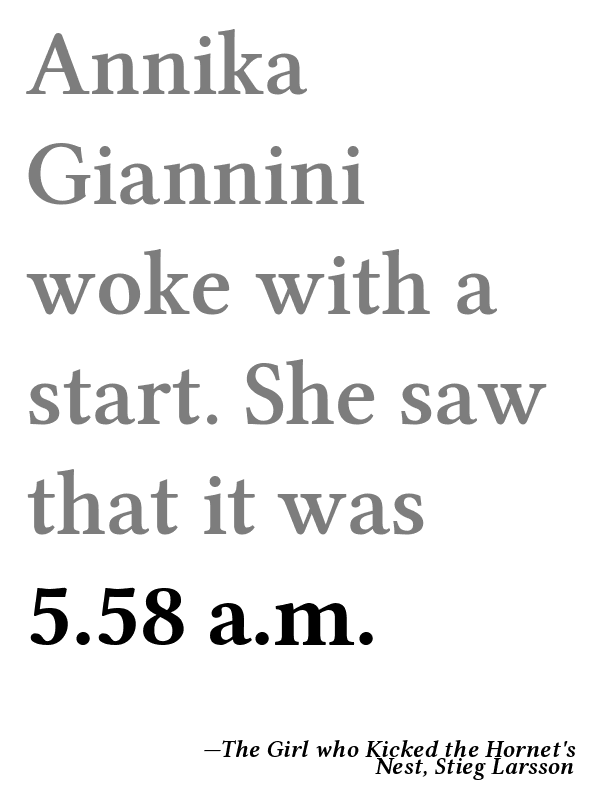 Annika
Giannini
woke with a
start. She saw
that it was
5.58 a.m.
—The Girl who Kicked the Hornet's
Nest, Stieg Larsson